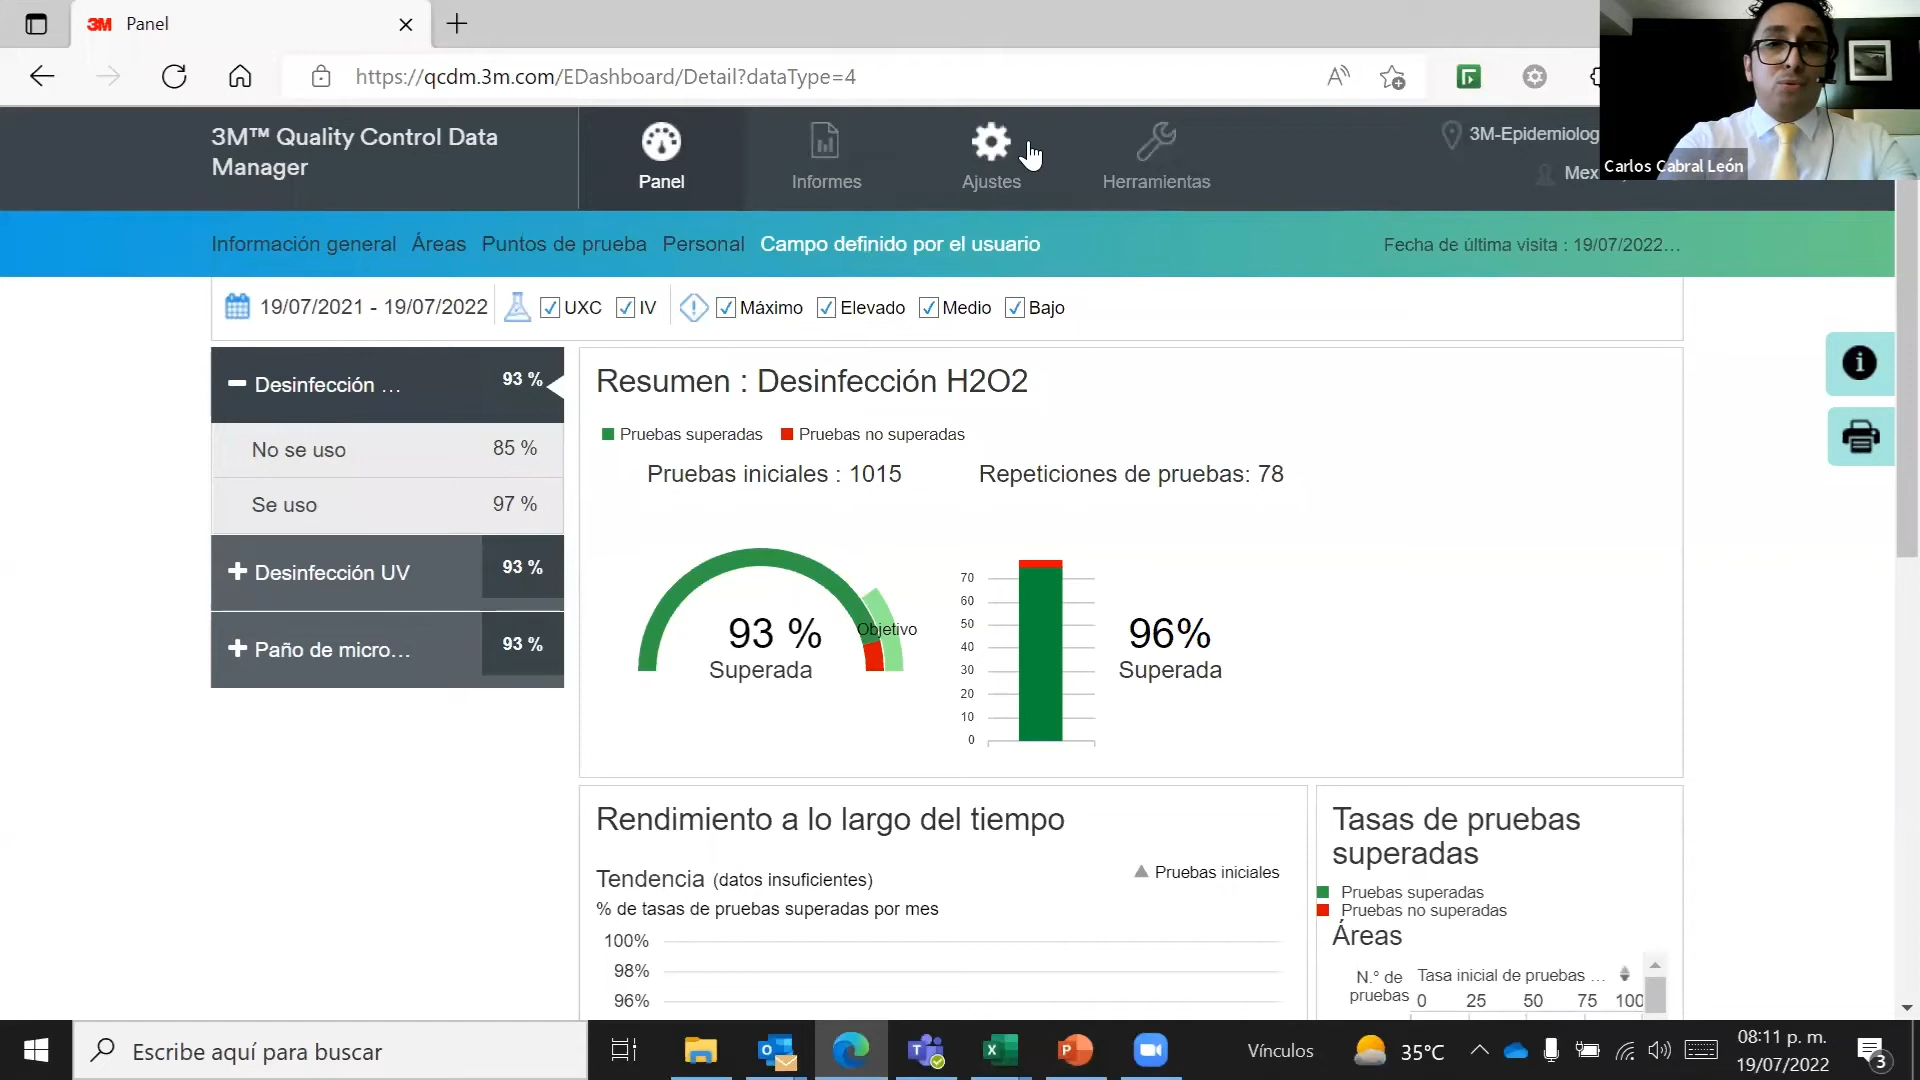 3M Panel
https://qcdm.3m.com/EDashboard/Detail?dataType=4
3M™ Quality Control Data
Manager
Panel
Informes
Ajustes
Herramientas
3M-Epidemiolog
Mex
Carlos Cabral León
Información general Áreas Puntos de prueba Personal Campo definido por el usuario
Fecha de última visita : 19/07/2022…
19/07/2021 - 19/07/2022 UXC IV Máximo Elevado Medio Bajo
Desinfección … 93 %
No se uso 85 %
Se uso 97 %
Desinfección UV 93 %
Paño de micro… 93 %
Resumen : Desinfección H2O2
Pruebas superadas Pruebas no superadas
Pruebas iniciales : 1015 Repeticiones de pruebas: 78
93 %
Superada
Objetivo
70
60
50
40
30
20
10
0
96%
Superada
Rendimiento a lo largo del tiempo
Tendencia (datos insuficientes)
Pruebas iniciales
% de tasas de pruebas superadas por mes
100%
98%
96%
Tasas de pruebas
superadas
Pruebas superadas
Pruebas no superadas
Áreas
N.° de
pruebas
Tasa inicial de pruebas …
0 25 50 75 100
Escribe aquí para buscar
Vínculos
35°C
08:11 p. m.
19/07/2022
3